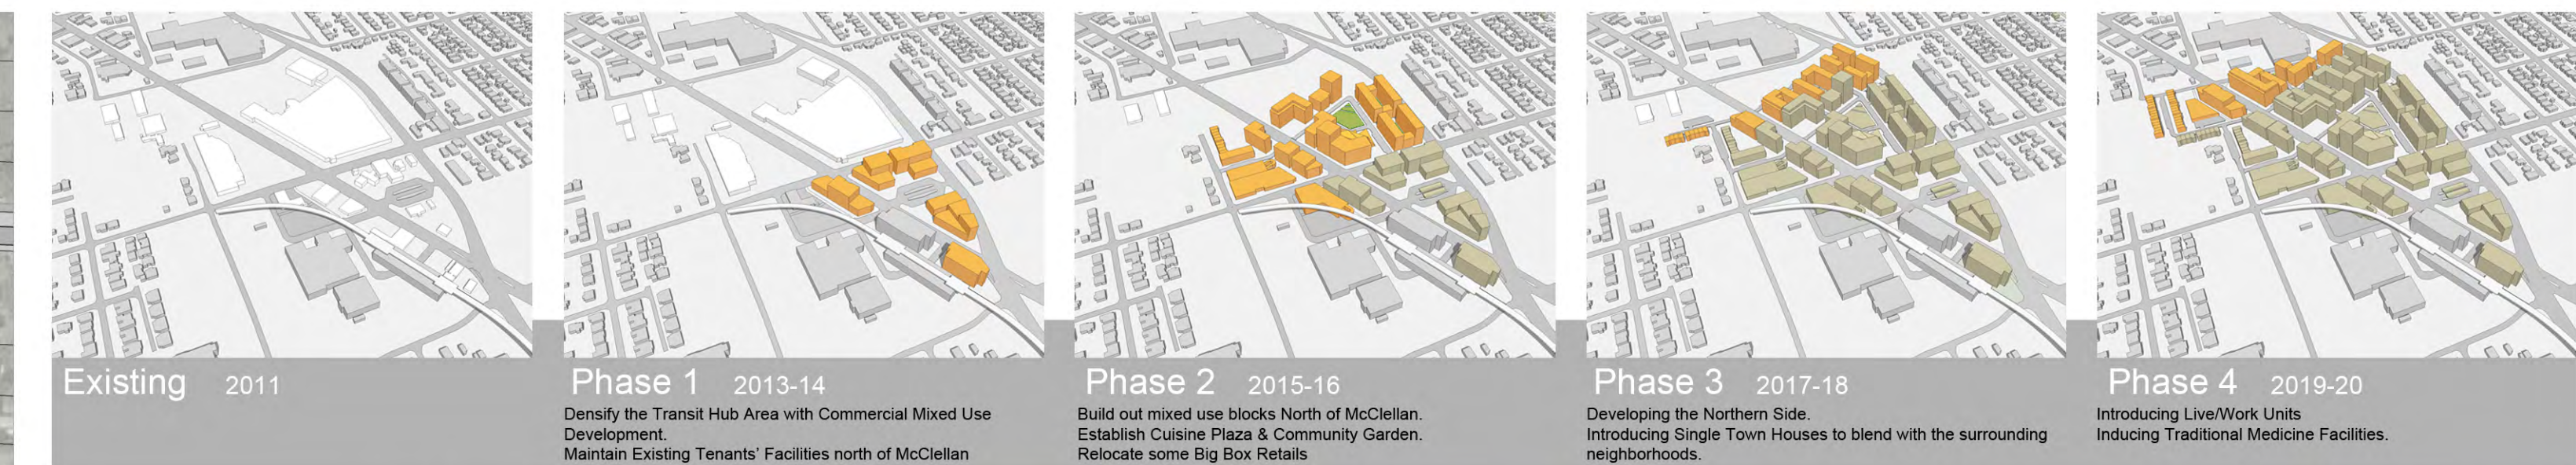 Existing 2011
Phase 1 2013-14
Densify the Transit Hub Area with Commercial Mixed Use
Development.
Maintain Existing Tenants' Facilities north of McClellan
Phase 2 2015-16
Build out mixed use blocks North of McClellan.
Establish Cuisine Plaza & Community Garden.
Relocate some Big Box Retails
Phase 3 2017-18
Developing the Northern Side.
Introducing Single Town Houses to blend with the surrounding
neighborhoods.
Phase 4 2019-20
Introducing Live/Work Units
Inducing Traditional Medicine Facilities.